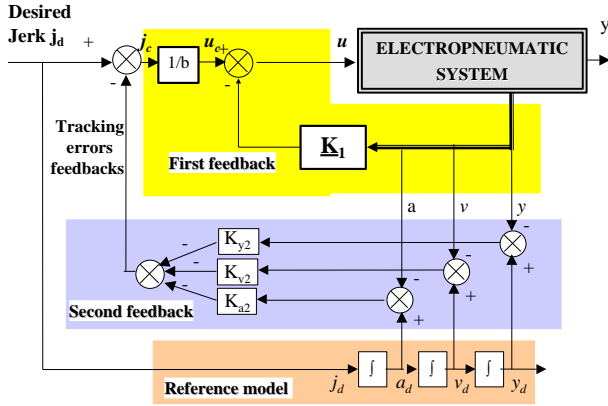 Desired
Jerk j_d
+
-
j_c
1/b
u_c
+
-
u
ELECTROPNEUMATIC
SYSTEM
y
Tracking
errors
feedbacks
K_1
First feedback
a
v
y
-
+
K_y2
-
-
+
K_v2
-
-
+
K_a2
-
Second feedback
j_d
∫
a_d
∫
v_d
∫
y_d
Reference model